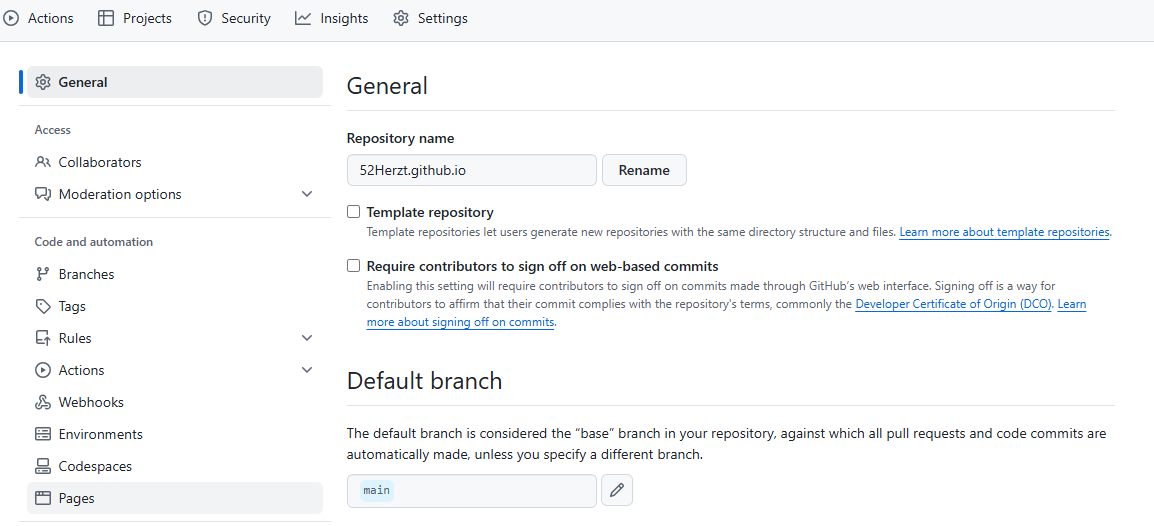 Actions Projects Security Insights Settings
General
Access
Collaborators
Moderation options
Code and automation
Branches
Tags
Rules
Actions
Webhooks
Environments
Codespaces
Pages
General
Repository name
52Herzt.github.io Rename
Template repository
Template repositories let users generate new repositories with the same directory structure and files. Learn more about template repositories.
Require contributors to sign off on web-based commits
Enabling this setting will require contributors to sign off on commits made through GitHub's web interface. Signing off is a way for
contributors to affirm that their commit complies with the repository's terms, commonly the Developer Certificate of Origin (DCO). Learn
more about signing off on commits.
Default branch
The default branch is considered the “base” branch in your repository, against which all pull requests and code commits are
automatically made, unless you specify a different branch.
main